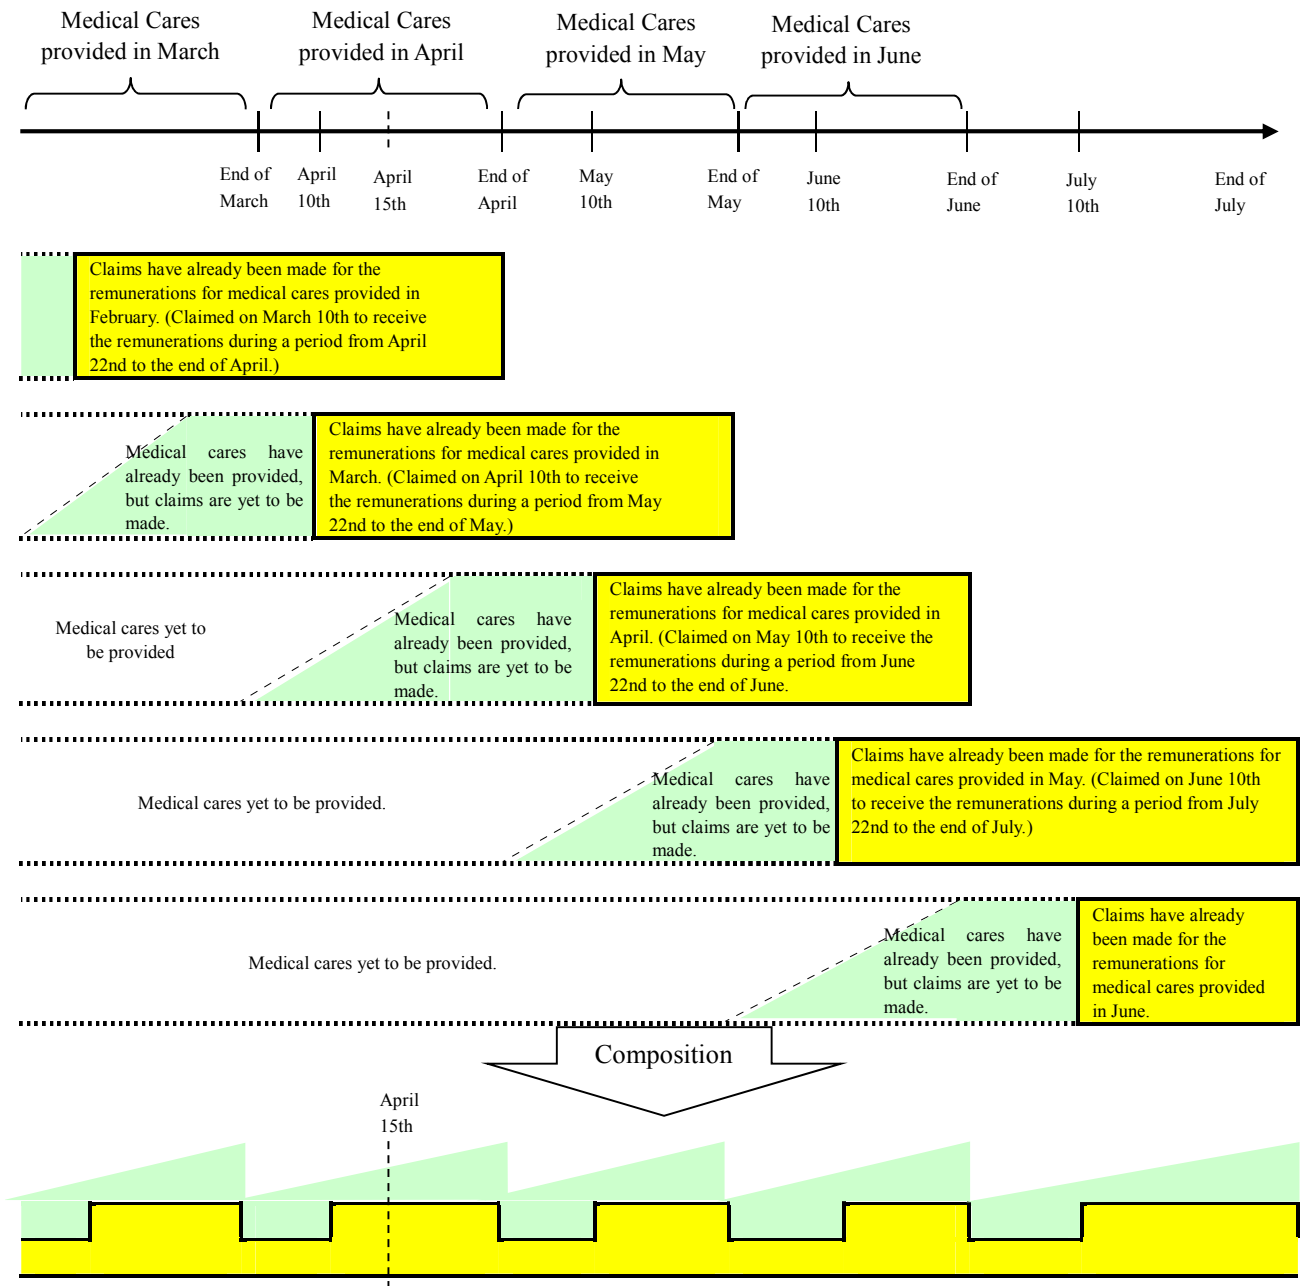 Medical Cares
provided in March
Medical Cares
provided in April
Medical Cares
provided in May
Medical Cares
provided in June
End of
March
April
10th
April
15th
End of
April
May
10th
End of
May
June
10th
End of
June
July
10th
End of
July
Claims have already been made for the
remunerations for medical cares provided in
February. (Claimed on March 10th to receive
the remunerations during a period from April
22nd to the end of April.)
Medical cares have
already been provided,
but claims are yet to be
made.
Claims have already been made for the
remunerations for medical cares provided in
March. (Claimed on April 10th to receive
the remunerations during a period from May
22nd to the end of May.)
Medical cares yet to
be provided
Medical cares have
already been provided,
but claims are yet to be
made.
Claims have already been made for the
remunerations for medical cares provided in
April. (Claimed on May 10th to receive the
remunerations during a period from June
22nd to the end of June.
Medical cares yet to be provided.
Medical cares have
already been provided,
but claims are yet to be
made.
Claims have already been made for the remunerations for
medical cares provided in May. (Claimed on June 10th
to receive the remunerations during a period from July
22nd to the end of July.)
Medical cares yet to be provided.
Medical cares have
already been provided,
but claims are yet to be
made.
Claims have already
been made for the
remunerations for
medical cares provided
in June.
Composition
April
15th